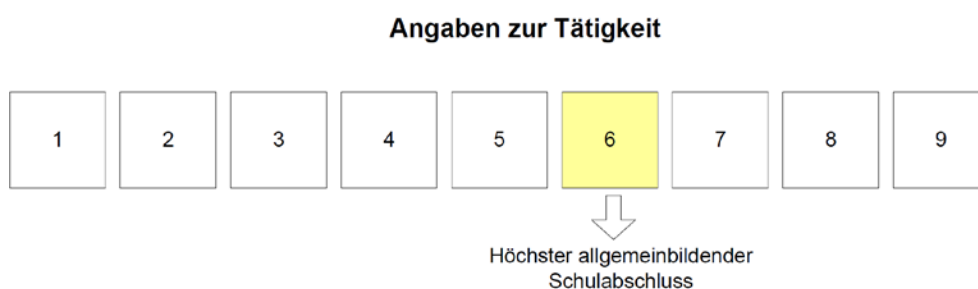 Angaben zur Tätigkeit
1 2 3 4 5 6 7 8 9
Höchster allgemeinbildender
Schulabschluss